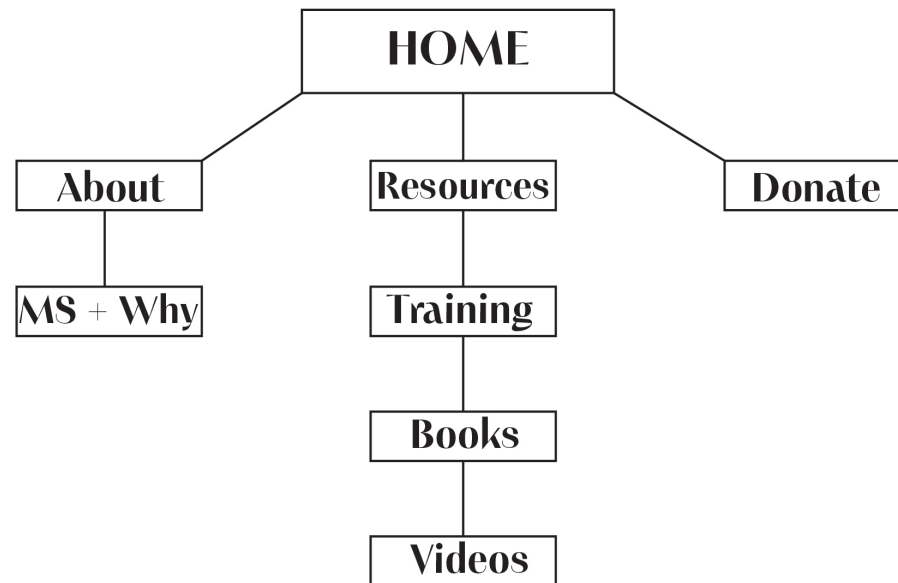 HOME
About
Resources
Donate
MS + Why
Training
Books
Videos